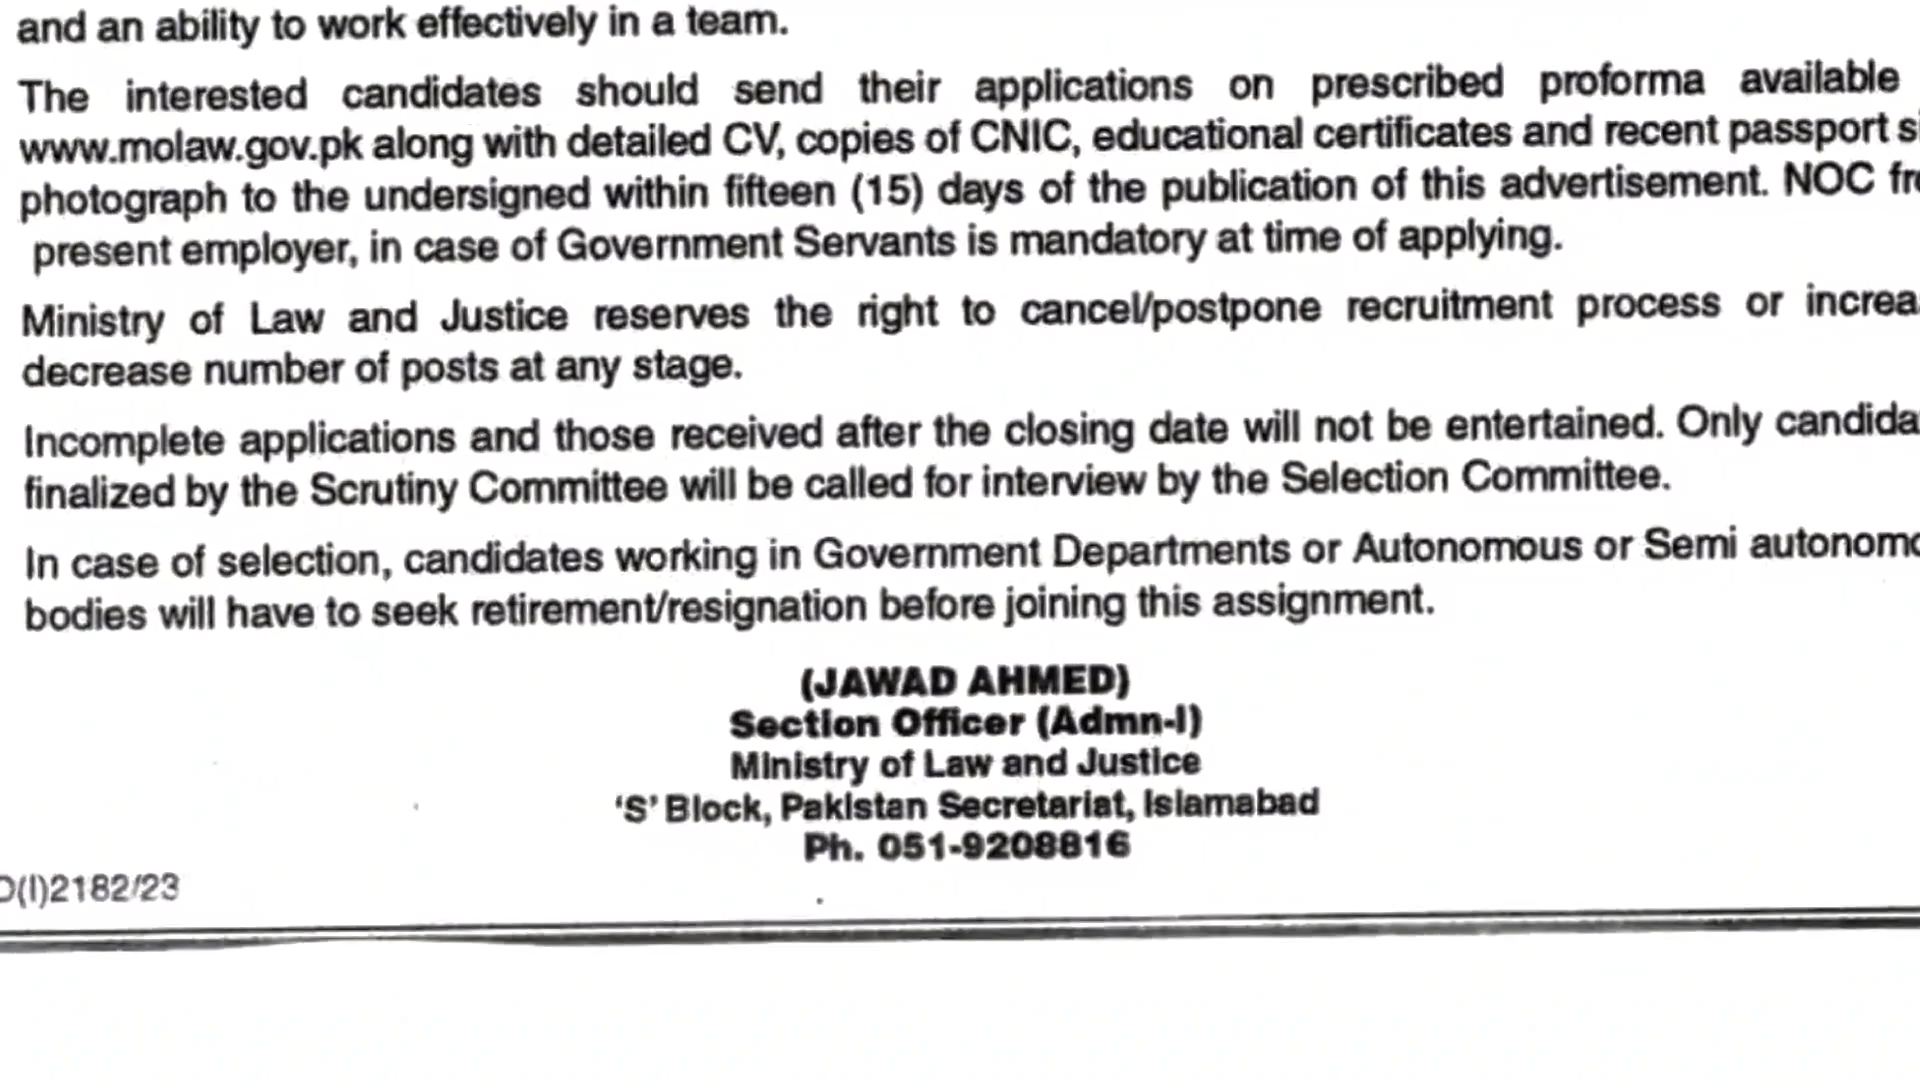 and an ability to work effectively in a team.
The interested candidates should send their applications on prescribed proforma available
www.molaw.gov.pk along with detailed CV, copies of CNIC, educational certificates and recent passport
photograph to the undersigned within fifteen (15) days of the publication of this advertisement. NOC
present employer, in case of Government Servants is mandatory at time of applying.
Ministry of Law and Justice reserves the right to cancel/postpone recruitment process or
decrease number of posts at any stage.
Incomplete applications and those received after the closing date will not be entertained. Only
finalized by the Scrutiny Committee will be called for interview by the Selection Committee.
In case of selection, candidates working in Government Departments or Autonomous or Semi
bodies will have to seek retirement/resignation before joining this assignment.
(JAWAD AHMED)
Section Officer (Admn-I)
Ministry of Law and Justice
‘S’ Block, Pakistan Secretariat, Islamabad
Ph. 051-9208816
D(I)2182/23